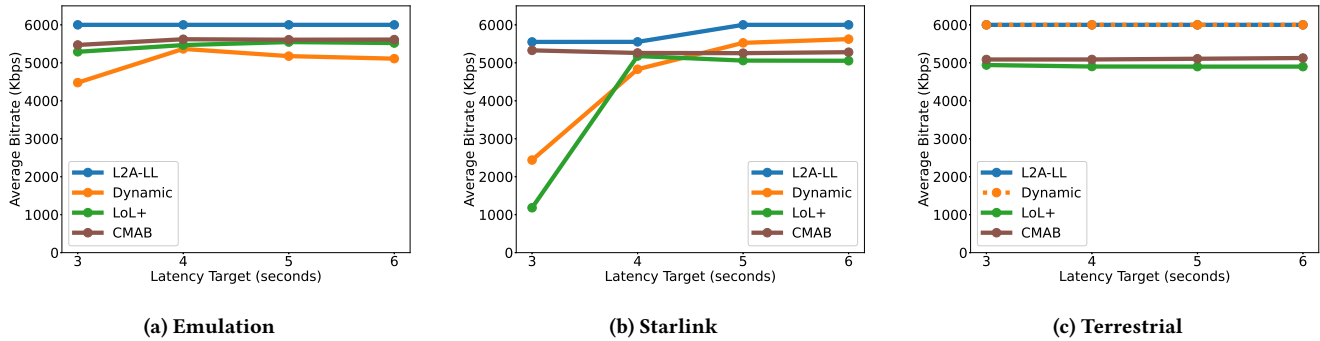 6000
5000
4000
3000
2000
1000
0
Average Bitrate (Kbps)
L2A-LL
Dynamic
LoL+
CMAB
3 4 5 6
Latency Target (seconds)
(a) Emulation
6000
5000
4000
3000
2000
1000
0
Average Bitrate (Kbps)
L2A-LL
Dynamic
LoL+
CMAB
3 4 5 6
Latency Target (seconds)
(b) Starlink
6000
5000
4000
3000
2000
1000
0
Average Bitrate (Kbps)
L2A-LL
Dynamic
LoL+
CMAB
3 4 5 6
Latency Target (seconds)
(c) Terrestrial